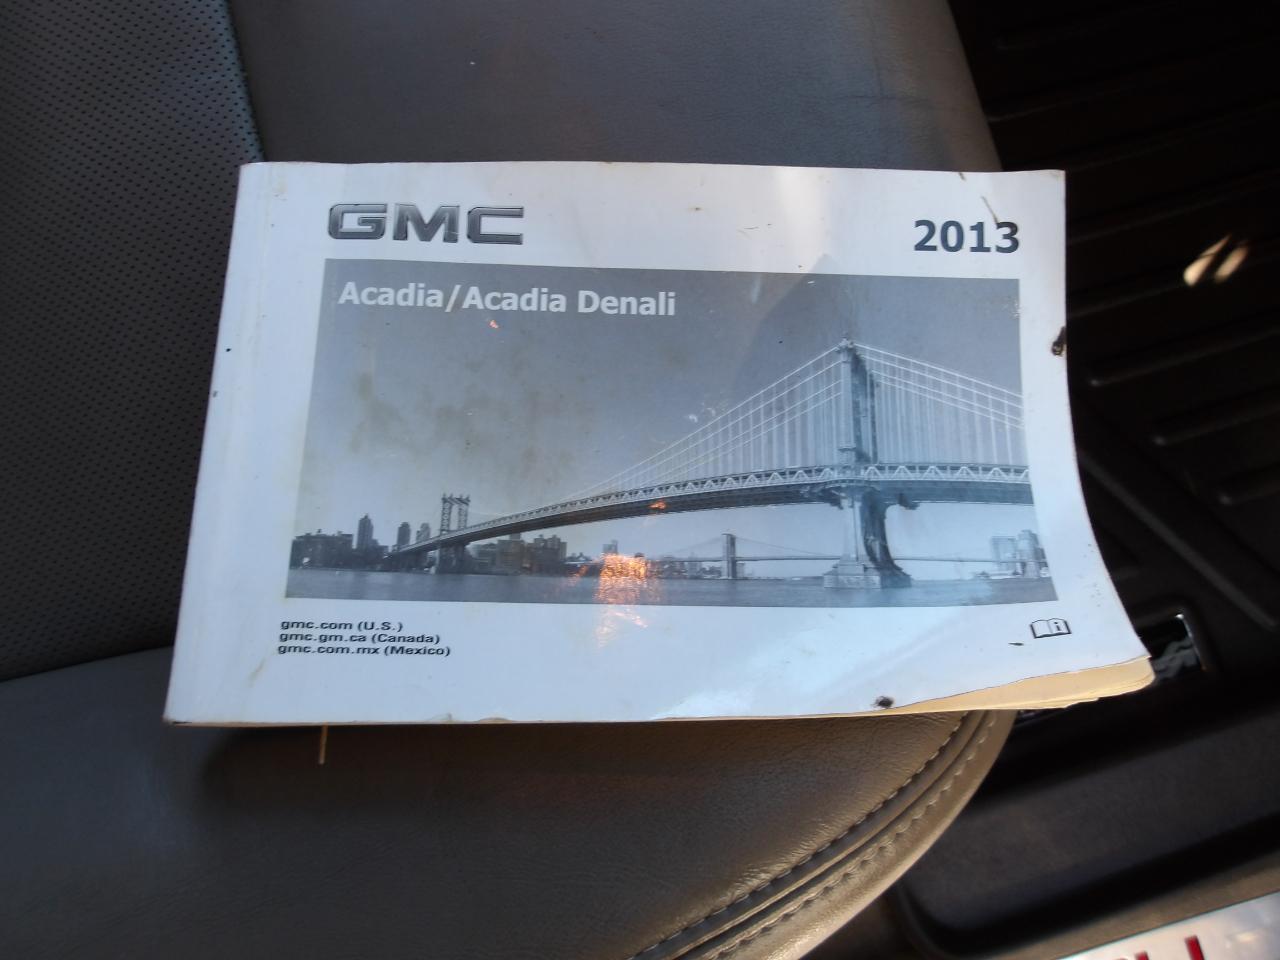 GMC
2013
Acadia/Acadia Denali
gmc.com (U.S.)
gmc.gm.ca (Canada)
gmc.com.mx (Mexico)
i